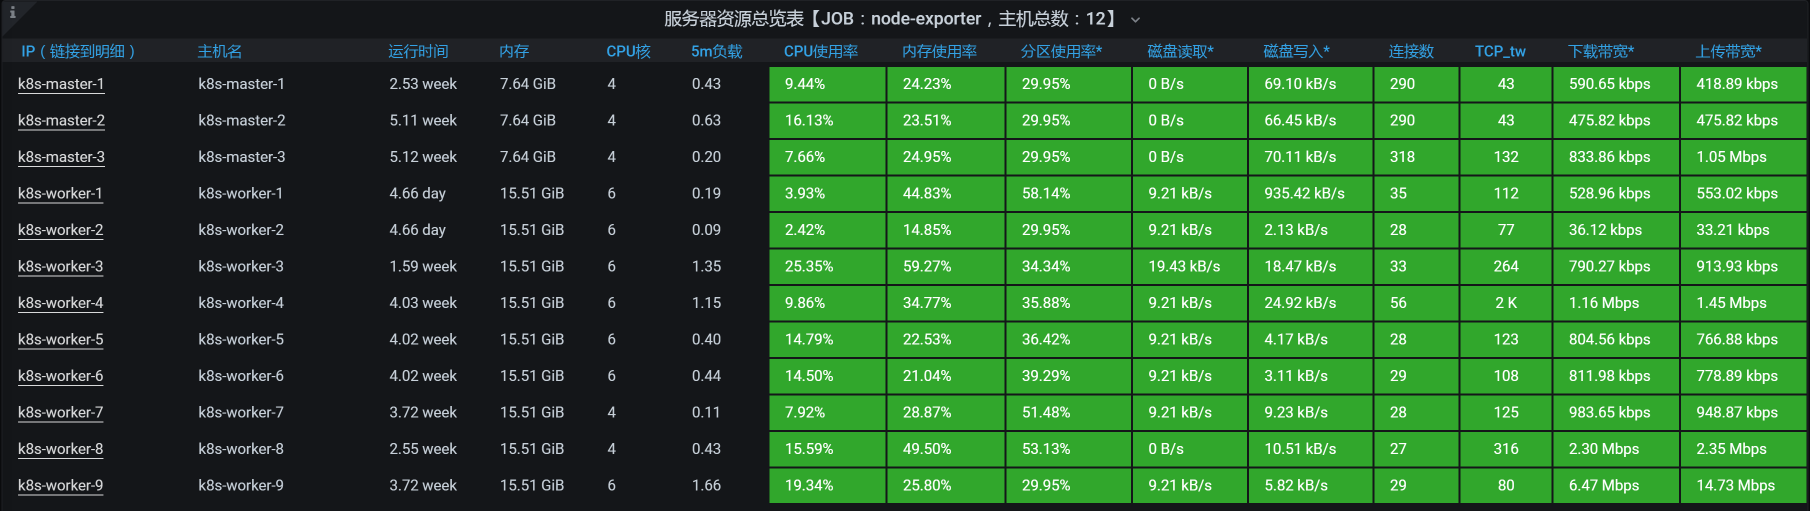 服务器资源总览表【JOB：node-exporter，主机总数：12】
IP（链接到明细） 主机名 运行时间 内存 CPU核 5m负载 CPU使用率 内存使用率 分区使用率* 磁盘读取* 磁盘写入* 连接数 TCP_tw 下载带宽* 上传带宽*
k8s-master-1 k8s-master-1 2.53 week 7.64 GiB 4 0.43 9.44% 24.23% 29.95% 0 B/s 69.10 kB/s 290 43 590.65 kbps 418.89 kbps
k8s-master-2 k8s-master-2 5.11 week 7.64 GiB 4 0.63 16.13% 23.51% 29.95% 0 B/s 66.45 kB/s 290 43 475.82 kbps 475.82 kbps
k8s-master-3 k8s-master-3 5.12 week 7.64 GiB 4 0.20 7.66% 24.95% 29.95% 0 B/s 70.11 kB/s 318 132 833.86 kbps 1.05 Mbps
k8s-worker-1 k8s-worker-1 4.66 day 15.51 GiB 6 0.19 3.93% 44.83% 58.14% 9.21 kB/s 935.42 kB/s 35 112 528.96 kbps 553.02 kbps
k8s-worker-2 k8s-worker-2 4.66 day 15.51 GiB 6 0.09 2.42% 14.85% 29.95% 9.21 kB/s 2.13 kB/s 28 77 36.12 kbps 33.21 kbps
k8s-worker-3 k8s-worker-3 1.59 week 15.51 GiB 6 1.35 25.35% 59.27% 34.34% 19.43 kB/s 18.47 kB/s 33 264 790.27 kbps 913.93 kbps
k8s-worker-4 k8s-worker-4 4.03 week 15.51 GiB 6 1.15 9.86% 34.77% 35.88% 9.21 kB/s 24.92 kB/s 56 2 K 1.16 Mbps 1.45 Mbps
k8s-worker-5 k8s-worker-5 4.02 week 15.51 GiB 6 0.40 14.79% 22.53% 36.42% 9.21 kB/s 4.17 kB/s 28 123 804.56 kbps 766.88 kbps
k8s-worker-6 k8s-worker-6 4.02 week 15.51 GiB 6 0.44 14.50% 21.04% 39.29% 9.21 kB/s 3.11 kB/s 29 108 811.98 kbps 778.89 kbps
k8s-worker-7 k8s-worker-7 3.72 week 15.51 GiB 4 0.11 7.92% 28.87% 51.48% 9.21 kB/s 9.23 kB/s 28 125 983.65 kbps 948.87 kbps
k8s-worker-8 k8s-worker-8 2.55 week 15.51 GiB 4 0.43 15.59% 49.50% 53.13% 0 B/s 10.51 kB/s 27 316 2.30 Mbps 2.35 Mbps
k8s-worker-9 k8s-worker-9 3.72 week 15.51 GiB 6 1.66 19.34% 25.80% 29.95% 9.21 kB/s 5.82 kB/s 29 80 6.47 Mbps 14.73 Mbps